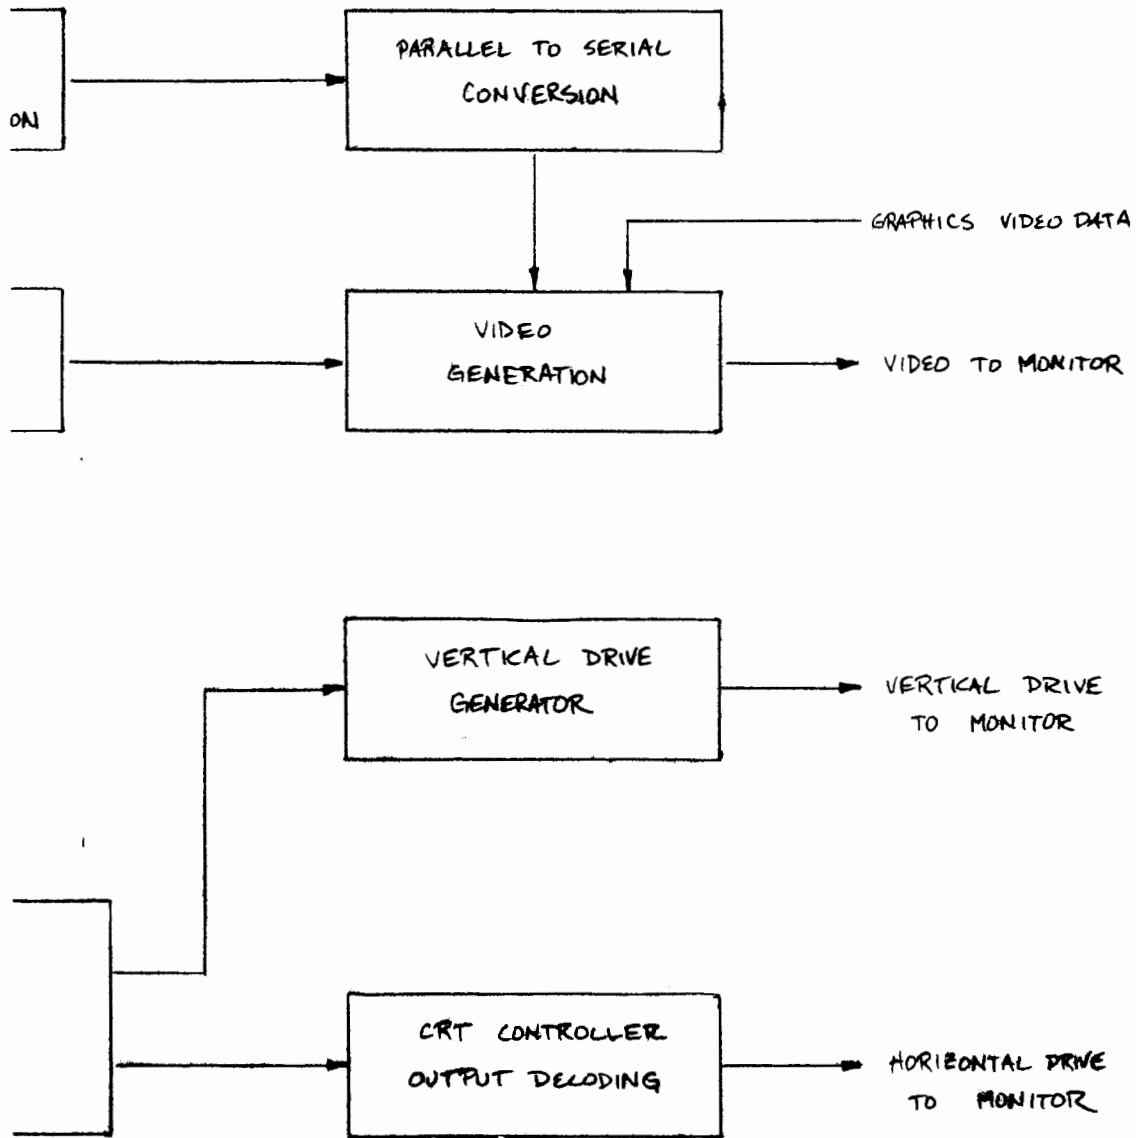 PARALLEL TO SERIAL
CONVERSION
ON
GRAPHICS VIDEO DATA
VIDEO
GENERATION
VIDEO TO MONITOR
VERTICAL DRIVE
GENERATOR
VERTICAL DRIVE
TO MONITOR
CRT CONTROLLER
OUTPUT DECODING
HORIZONTAL DRIVE
TO MONITOR